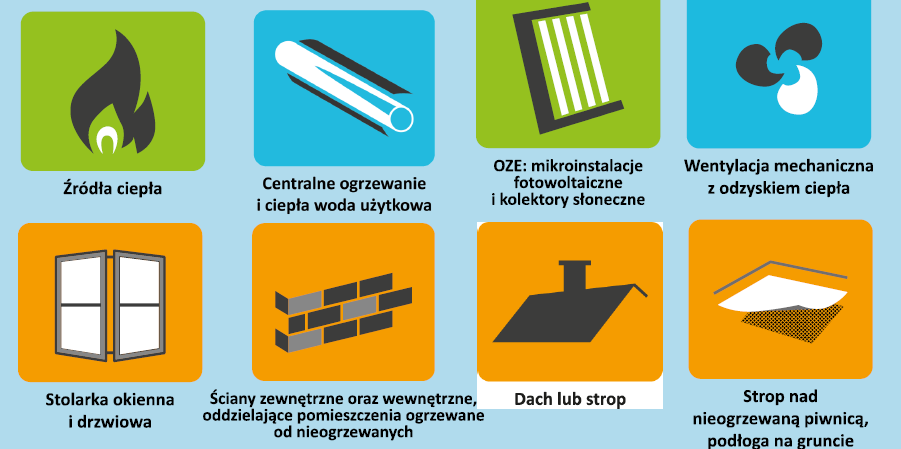 Źródła ciepła
Centralne ogrzewanie
i ciepła woda użytkowa
OZE: mikroinstalacje
fotowoltaiczne
i kolektory słoneczne
Wentylacja mechaniczna
z odzyskiem ciepła
Stolarka okienna
i drzwiowa
Ściany zewnętrzne oraz wewnętrzne,
oddzielające pomieszczenia ogrzewane
od nieogrzewanych
Dach lub strop
Strop nad
nieogrzewaną piwnicą,
podłoga na gruncie